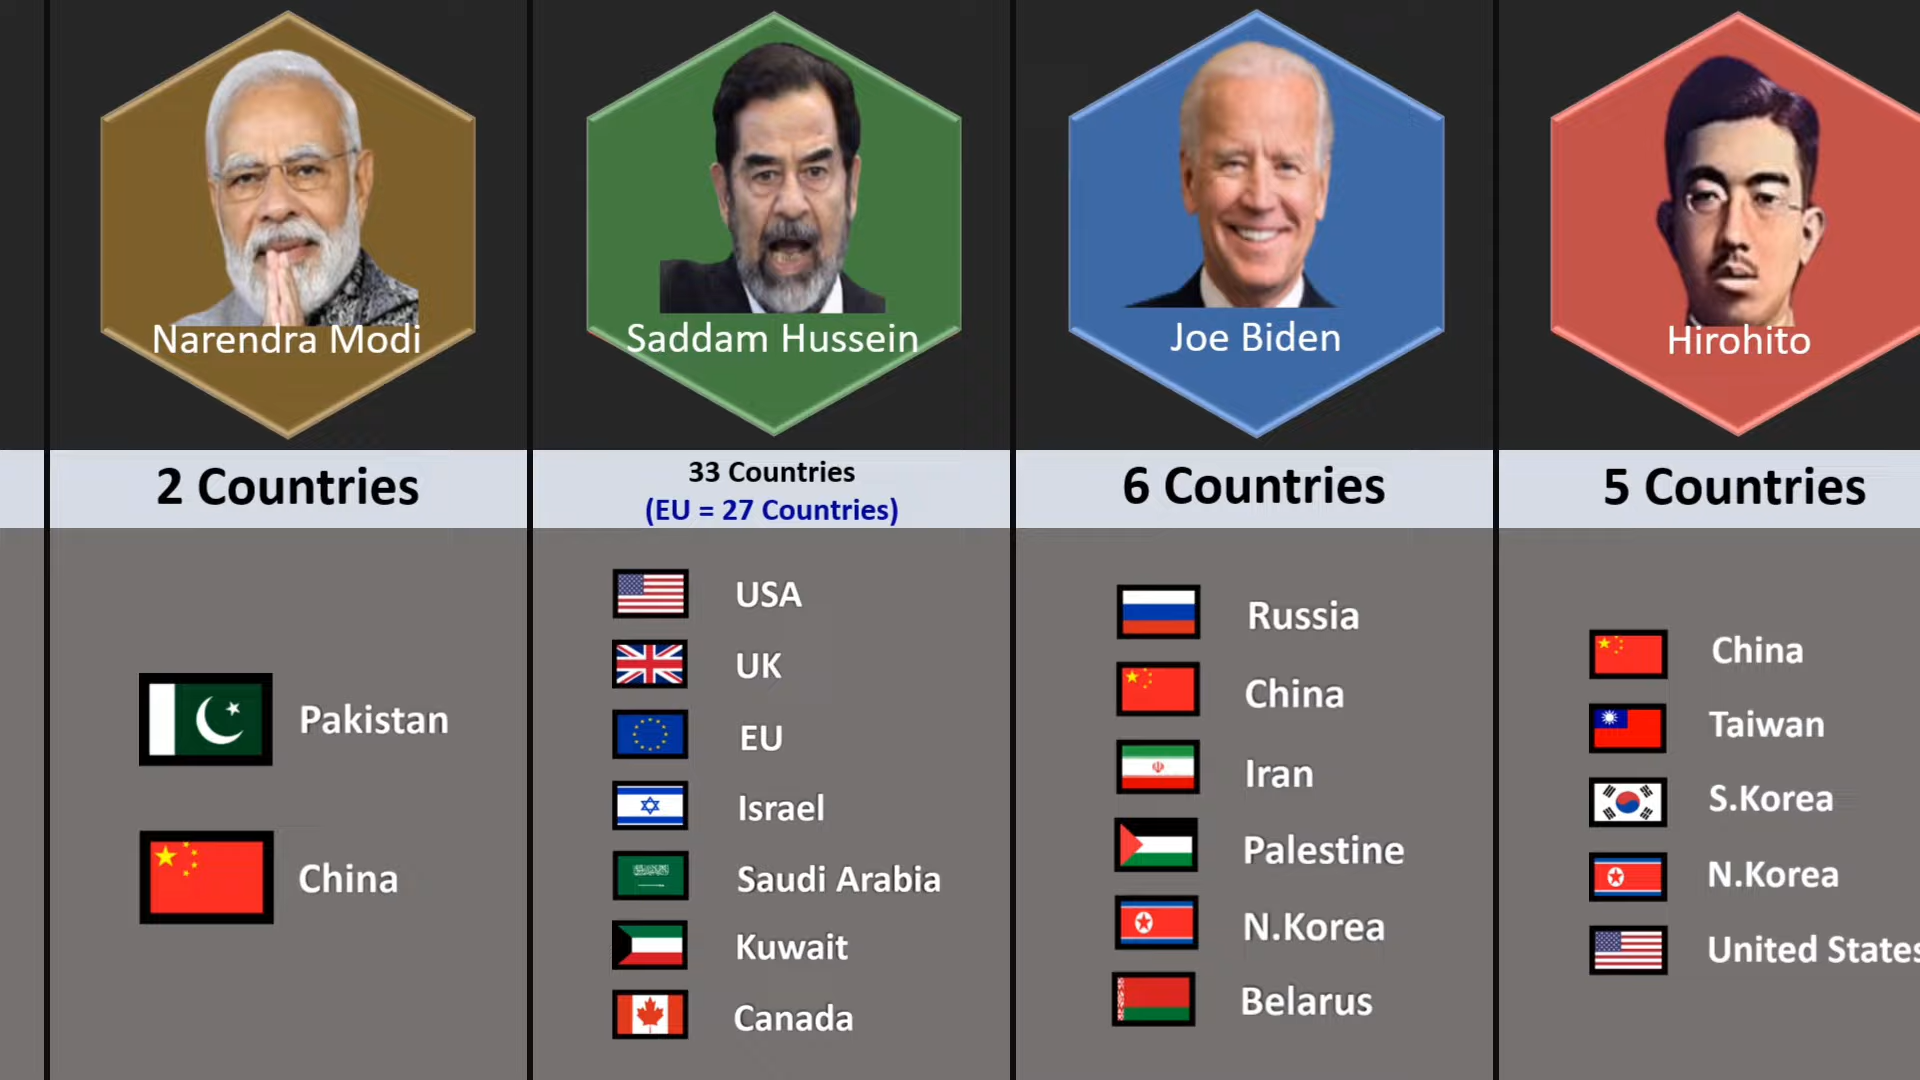 Narendra Modi
2 Countries
Pakistan
China
Saddam Hussein
33 Countries
(EU = 27 Countries)
USA
UK
EU
Israel
Saudi Arabia
Kuwait
Canada
Joe Biden
6 Countries
Russia
China
Iran
Palestine
N.Korea
Belarus
Hirohito
5 Countries
China
Taiwan
S.Korea
N.Korea
United States